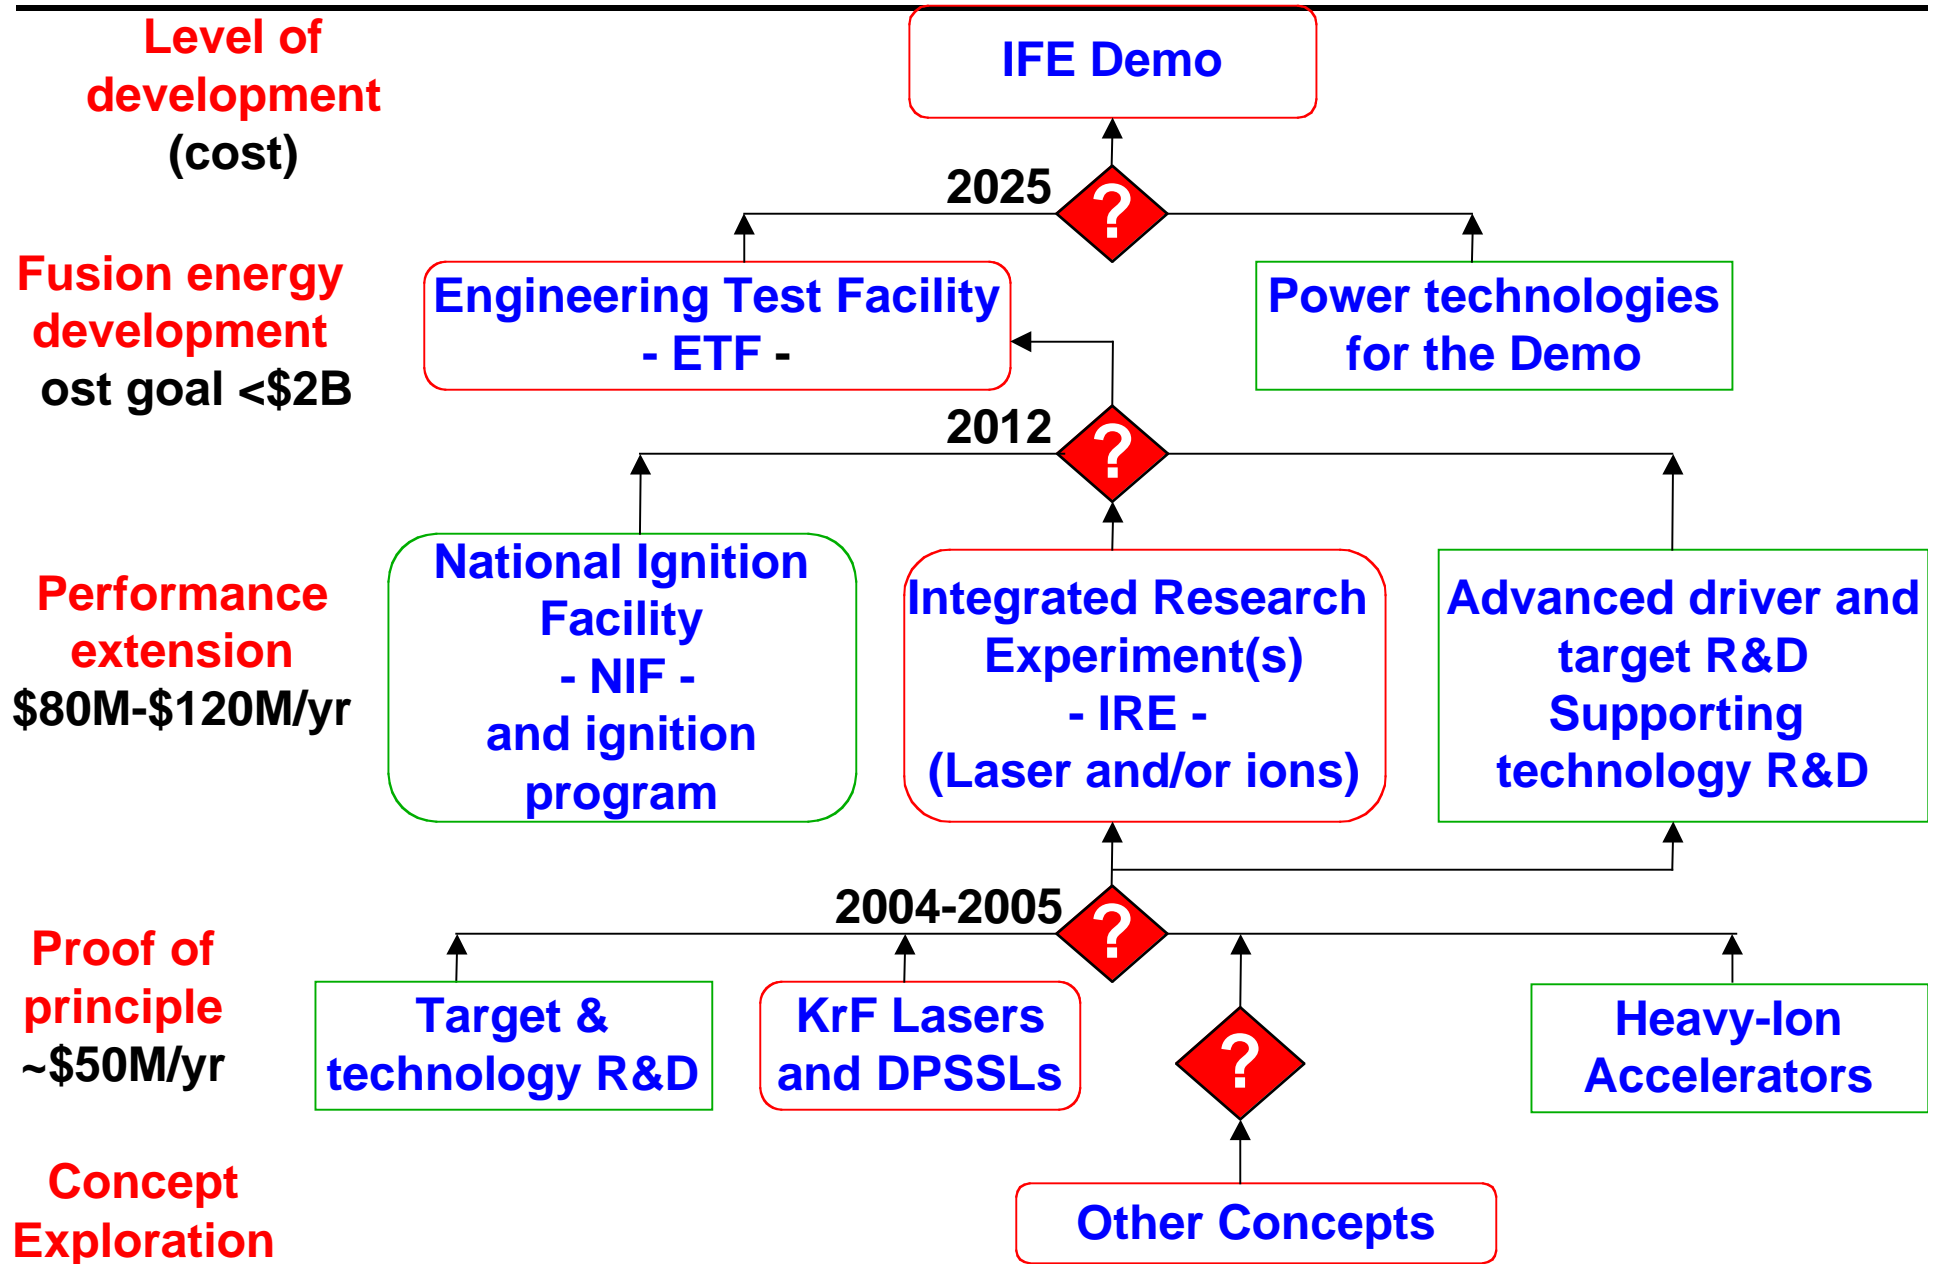 Level of
development
(cost)
IFE Demo
2025
?
Fusion energy
development
ost goal <$2B
Engineering Test Facility
- ETF -
Power technologies
for the Demo
2012
?
Performance
extension
$80M-$120M/yr
National Ignition
Facility
- NIF -
and ignition
program
Integrated Research
Experiment(s)
- IRE -
(Laser and/or ions)
Advanced driver and
target R&D
Supporting
technology R&D
2004-2005
?
Proof of
principle
~$50M/yr
Target &
technology R&D
KrF Lasers
and DPSSLs
?
Heavy-Ion
Accelerators
Concept
Exploration
Other Concepts